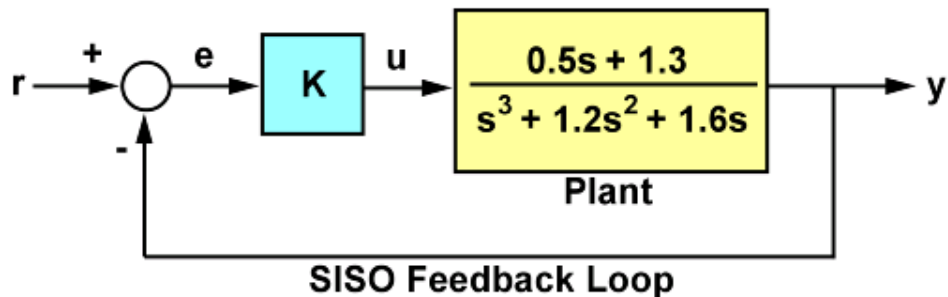 r + - e K u 0.5s + 1.3 y
s³ + 1.2s² + 1.6s
Plant
SISO Feedback Loop